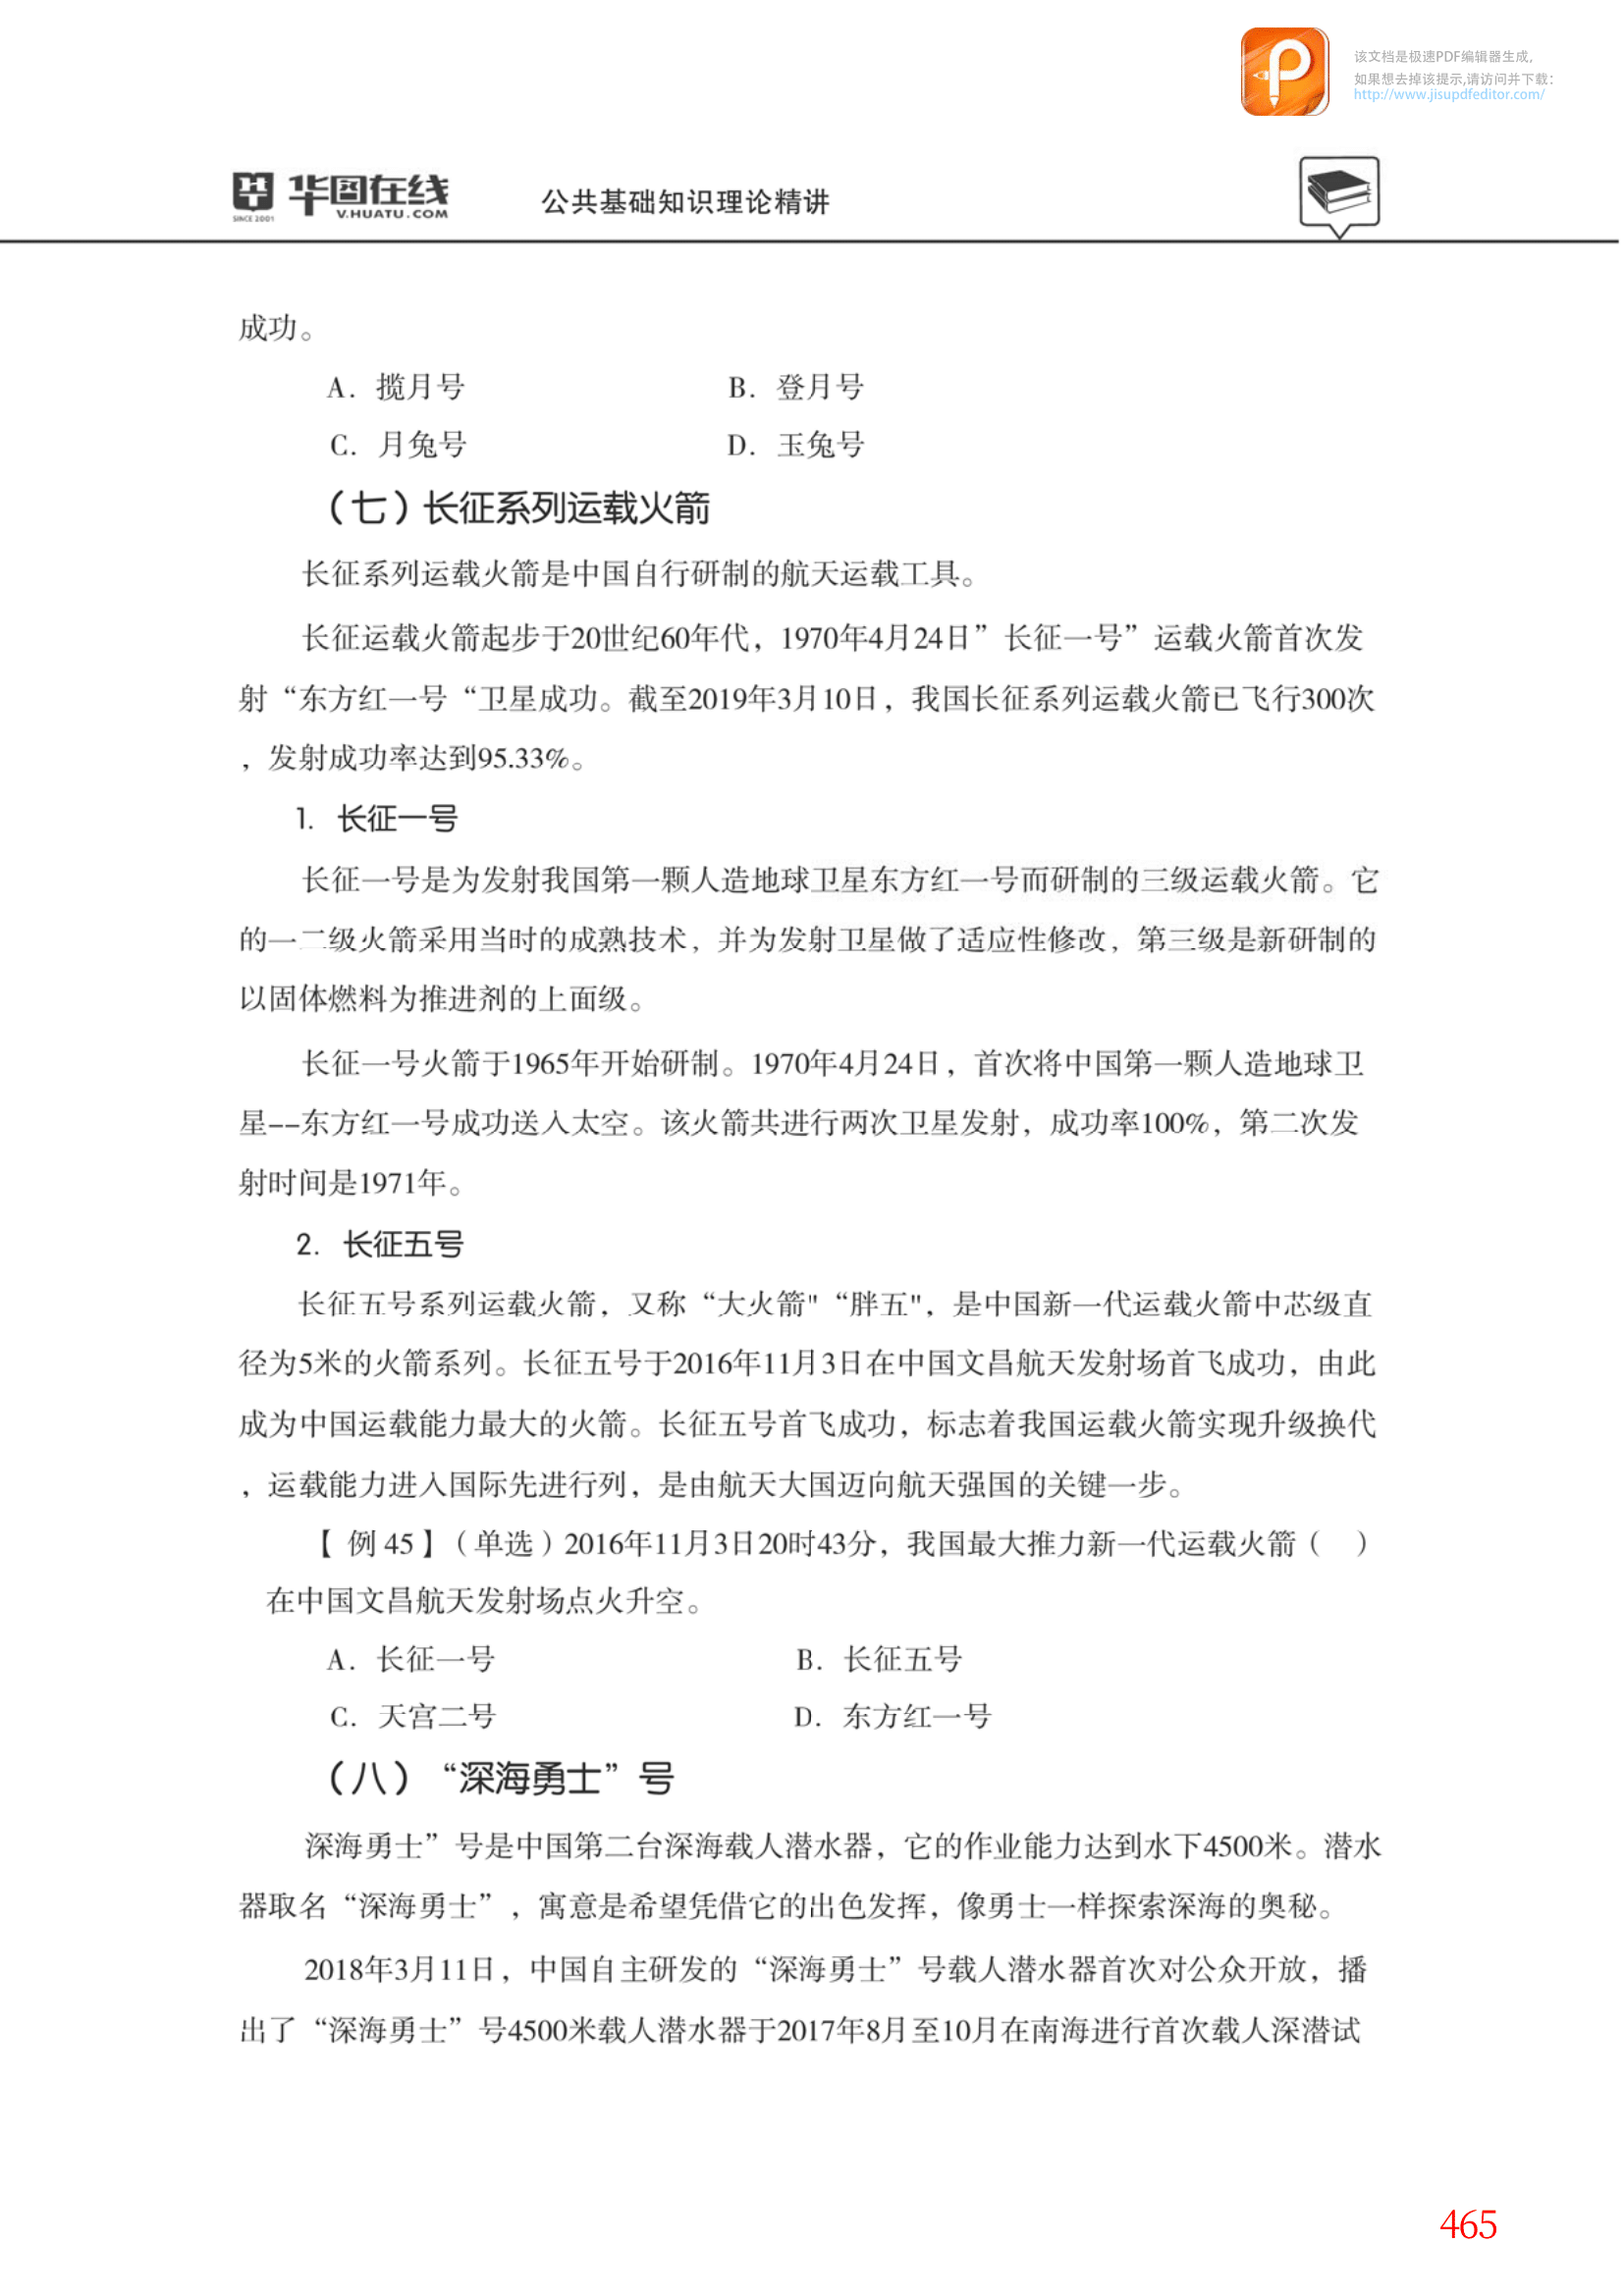 该文档是极速PDF编辑器生成,
如果想去掉该提示,请访问并下载:
http://www.jisupdfeditor.com/
华图在线
SINCE 2001
V.HUATU.COM
公共基础知识理论精讲
成功。
A. 揽月号
B. 登月号
C. 月兔号
D. 玉兔号
（七）长征系列运载火箭
长征系列运载火箭是中国自行研制的航天运载工具。
长征运载火箭起步于20世纪60年代，1970年4月24日”长征一号”运载火箭首次发
射“东方红一号“卫星成功。截至2019年3月10日，我国长征系列运载火箭已飞行300次
，发射成功率达到95.33%。
1. 长征一号
长征一号是为发射我国第一颗人造地球卫星东方红一号而研制的三级运载火箭。它
的一二级火箭采用当时的成熟技术，并为发射卫星做了适应性修改，第三级是新研制的
以固体燃料为推进剂的上面级。
长征一号火箭于1965年开始研制。1970年4月24日，首次将中国第一颗人造地球卫
星--东方红一号成功送入太空。该火箭共进行两次卫星发射，成功率100%，第二次发
射时间是1971年。
2. 长征五号
长征五号系列运载火箭，又称“大火箭"“胖五"，是中国新一代运载火箭中芯级直
径为5米的火箭系列。长征五号于2016年11月3日在中国文昌航天发射场首飞成功，由此
成为中国运载能力最大的火箭。长征五号首飞成功，标志着我国运载火箭实现升级换代
，运载能力进入国际先进行列，是由航天大国迈向航天强国的关键一步。
【 例 45 】（单选）2016年11月3日20时43分，我国最大推力新一代运载火箭（ ）
在中国文昌航天发射场点火升空。
A. 长征一号
B. 长征五号
C. 天宫二号
D. 东方红一号
（八）“深海勇士”号
深海勇士”号是中国第二台深海载人潜水器，它的作业能力达到水下4500米。潜水
器取名“深海勇士”，寓意是希望凭借它的出色发挥，像勇士一样探索深海的奥秘。
2018年3月11日，中国自主研发的“深海勇士”号载人潜水器首次对公众开放，播
出了“深海勇士”号4500米载人潜水器于2017年8月至10月在南海进行首次载人深潜试
465